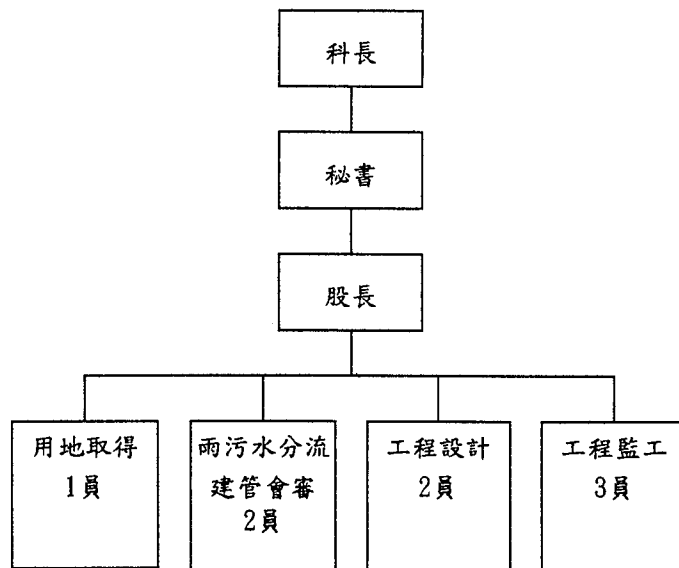 科長
秘書
股長
用地取得
1員
雨污水分流
建管會審
2員
工程設計
2員
工程監工
3員